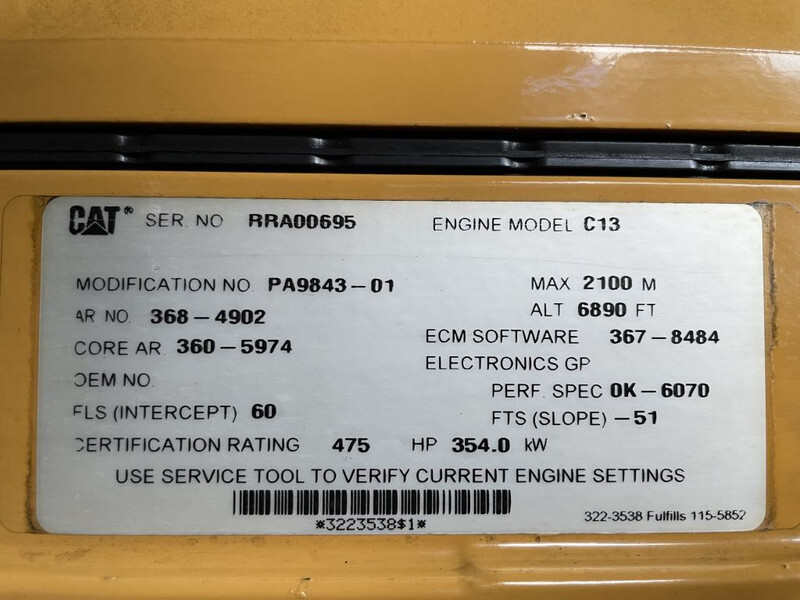 CAT® SER. NO RRA00695 ENGINE MODEL C13
MODIFICATION NO. PA9843-01 MAX 2100 M
AR NO. 368-4902 ALT 6890 FT
CORE AR 360-5974 ECM SOFTWARE 367-8484
OEM NO. ELECTRONICS GP
PERF. SPEC 0K-6070
FLS (INTERCEPT) 60 FTS (SLOPE) -51
CERTIFICATION RATING 475 HP 354.0 kW
USE SERVICE TOOL TO VERIFY CURRENT ENGINE SETTINGS
*3223538$1* 322-3538 Fulfills 115-5852